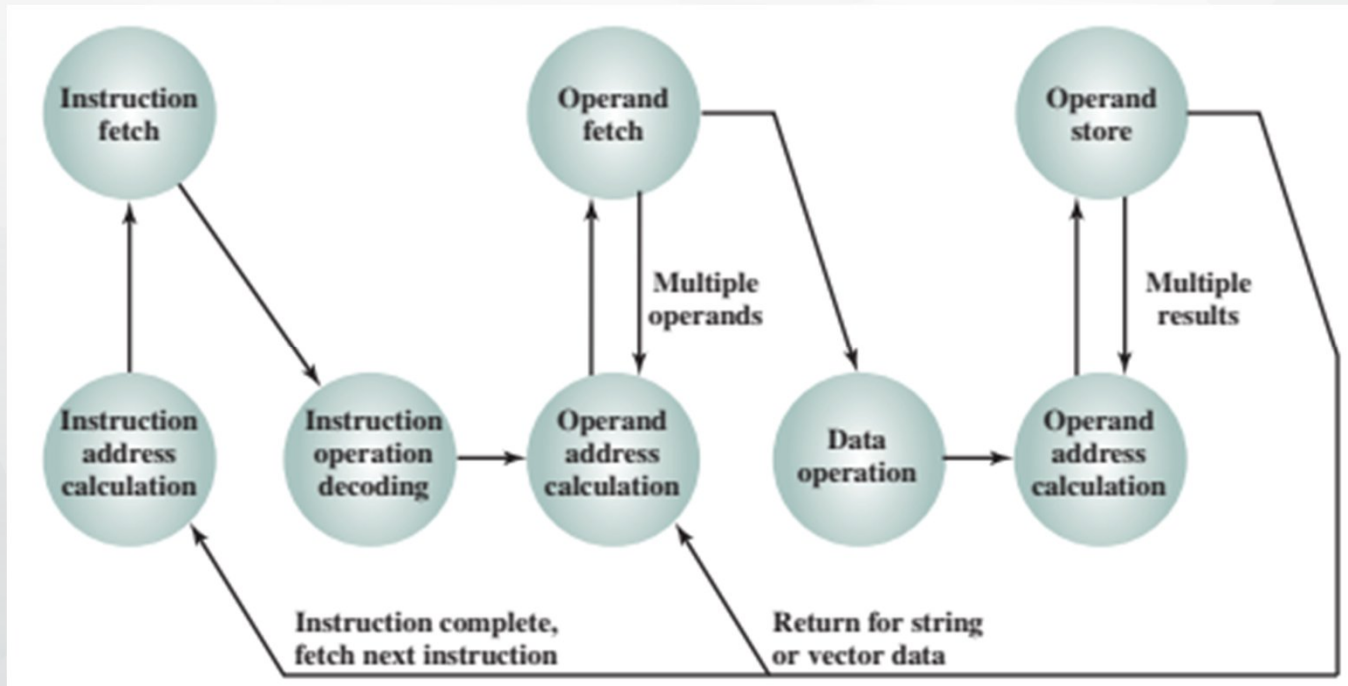 Instruction
fetch
Operand
fetch
Operand
store
Multiple
operands
Multiple
results
Instruction
address
calculation
Instruction
operation
decoding
Operand
address
calculation
Data
operation
Operand
address
calculation
Instruction complete,
fetch next instruction
Return for string
or vector data